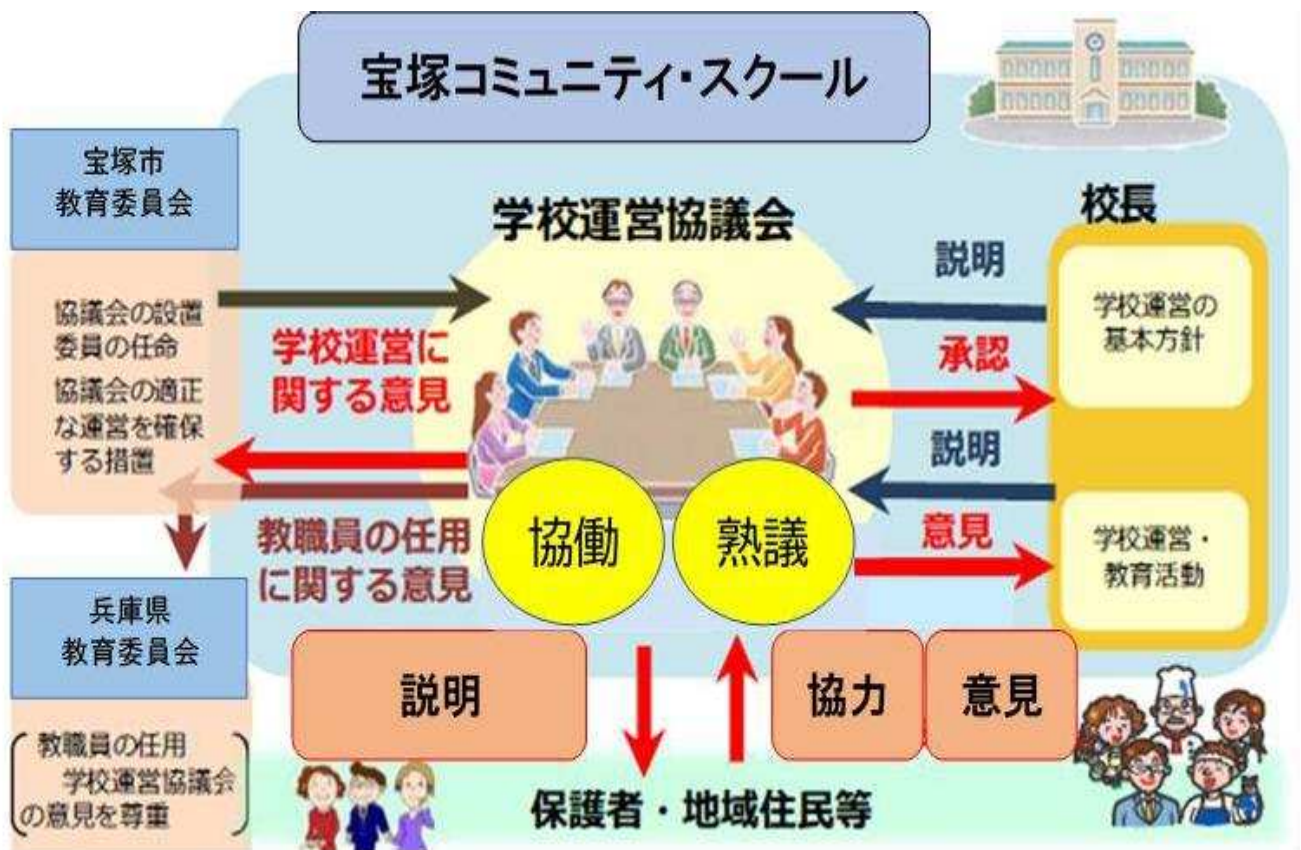 宝塚コミュニティ・スクール
宝塚市
教育委員会
協議会の設置
委員の任命
協議会の適正
な運営を確保
する措置
学校運営協議会
学校運営に
関する意見
教職員の任用
に関する意見
協働
熟議
校長
説明
承認
学校運営の
基本方針
説明
意見
学校運営・
教育活動
兵庫県
教育委員会
教職員の任用
学校運営協議会
の意見を尊重
説明
協力
意見
保護者・地域住民等